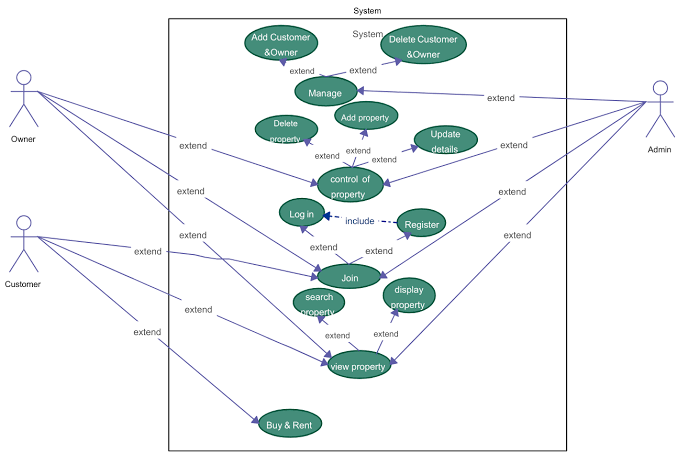 System
System
Add Customer
&Owner
Delete Customer
&Owner
extend
extend
Manage
extend
Owner
Admin
Delete
property
Add property
Update
details
extend
extend
extend
extend
extend
control of
property
extend
extend
Log in
include
Register
extend
extend
extend
extend
extend
Customer
Join
search
property
display
property
extend
extend
extend
view property
Buy & Rent